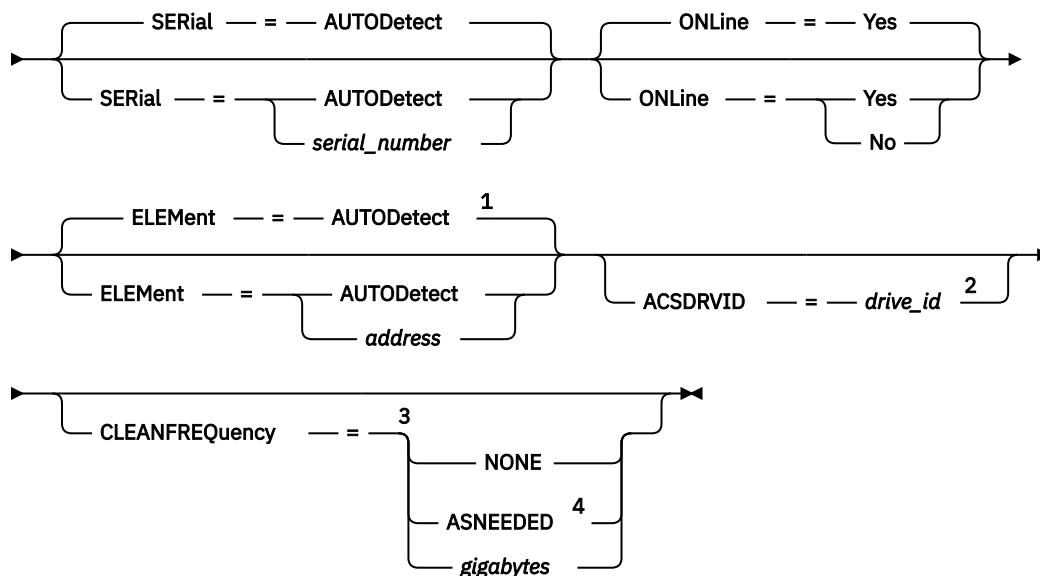 SERial = AUTODetect
ONLine = Yes
SERial = AUTODetect
serial_number
ONLine = Yes
No
ELEMent = AUTODetect 1
ELEMent = AUTODetect
address
ACSDRVID = drive_id 2
CLEANFREQuency = 3
NONE
ASNEEDED 4
gigabytes